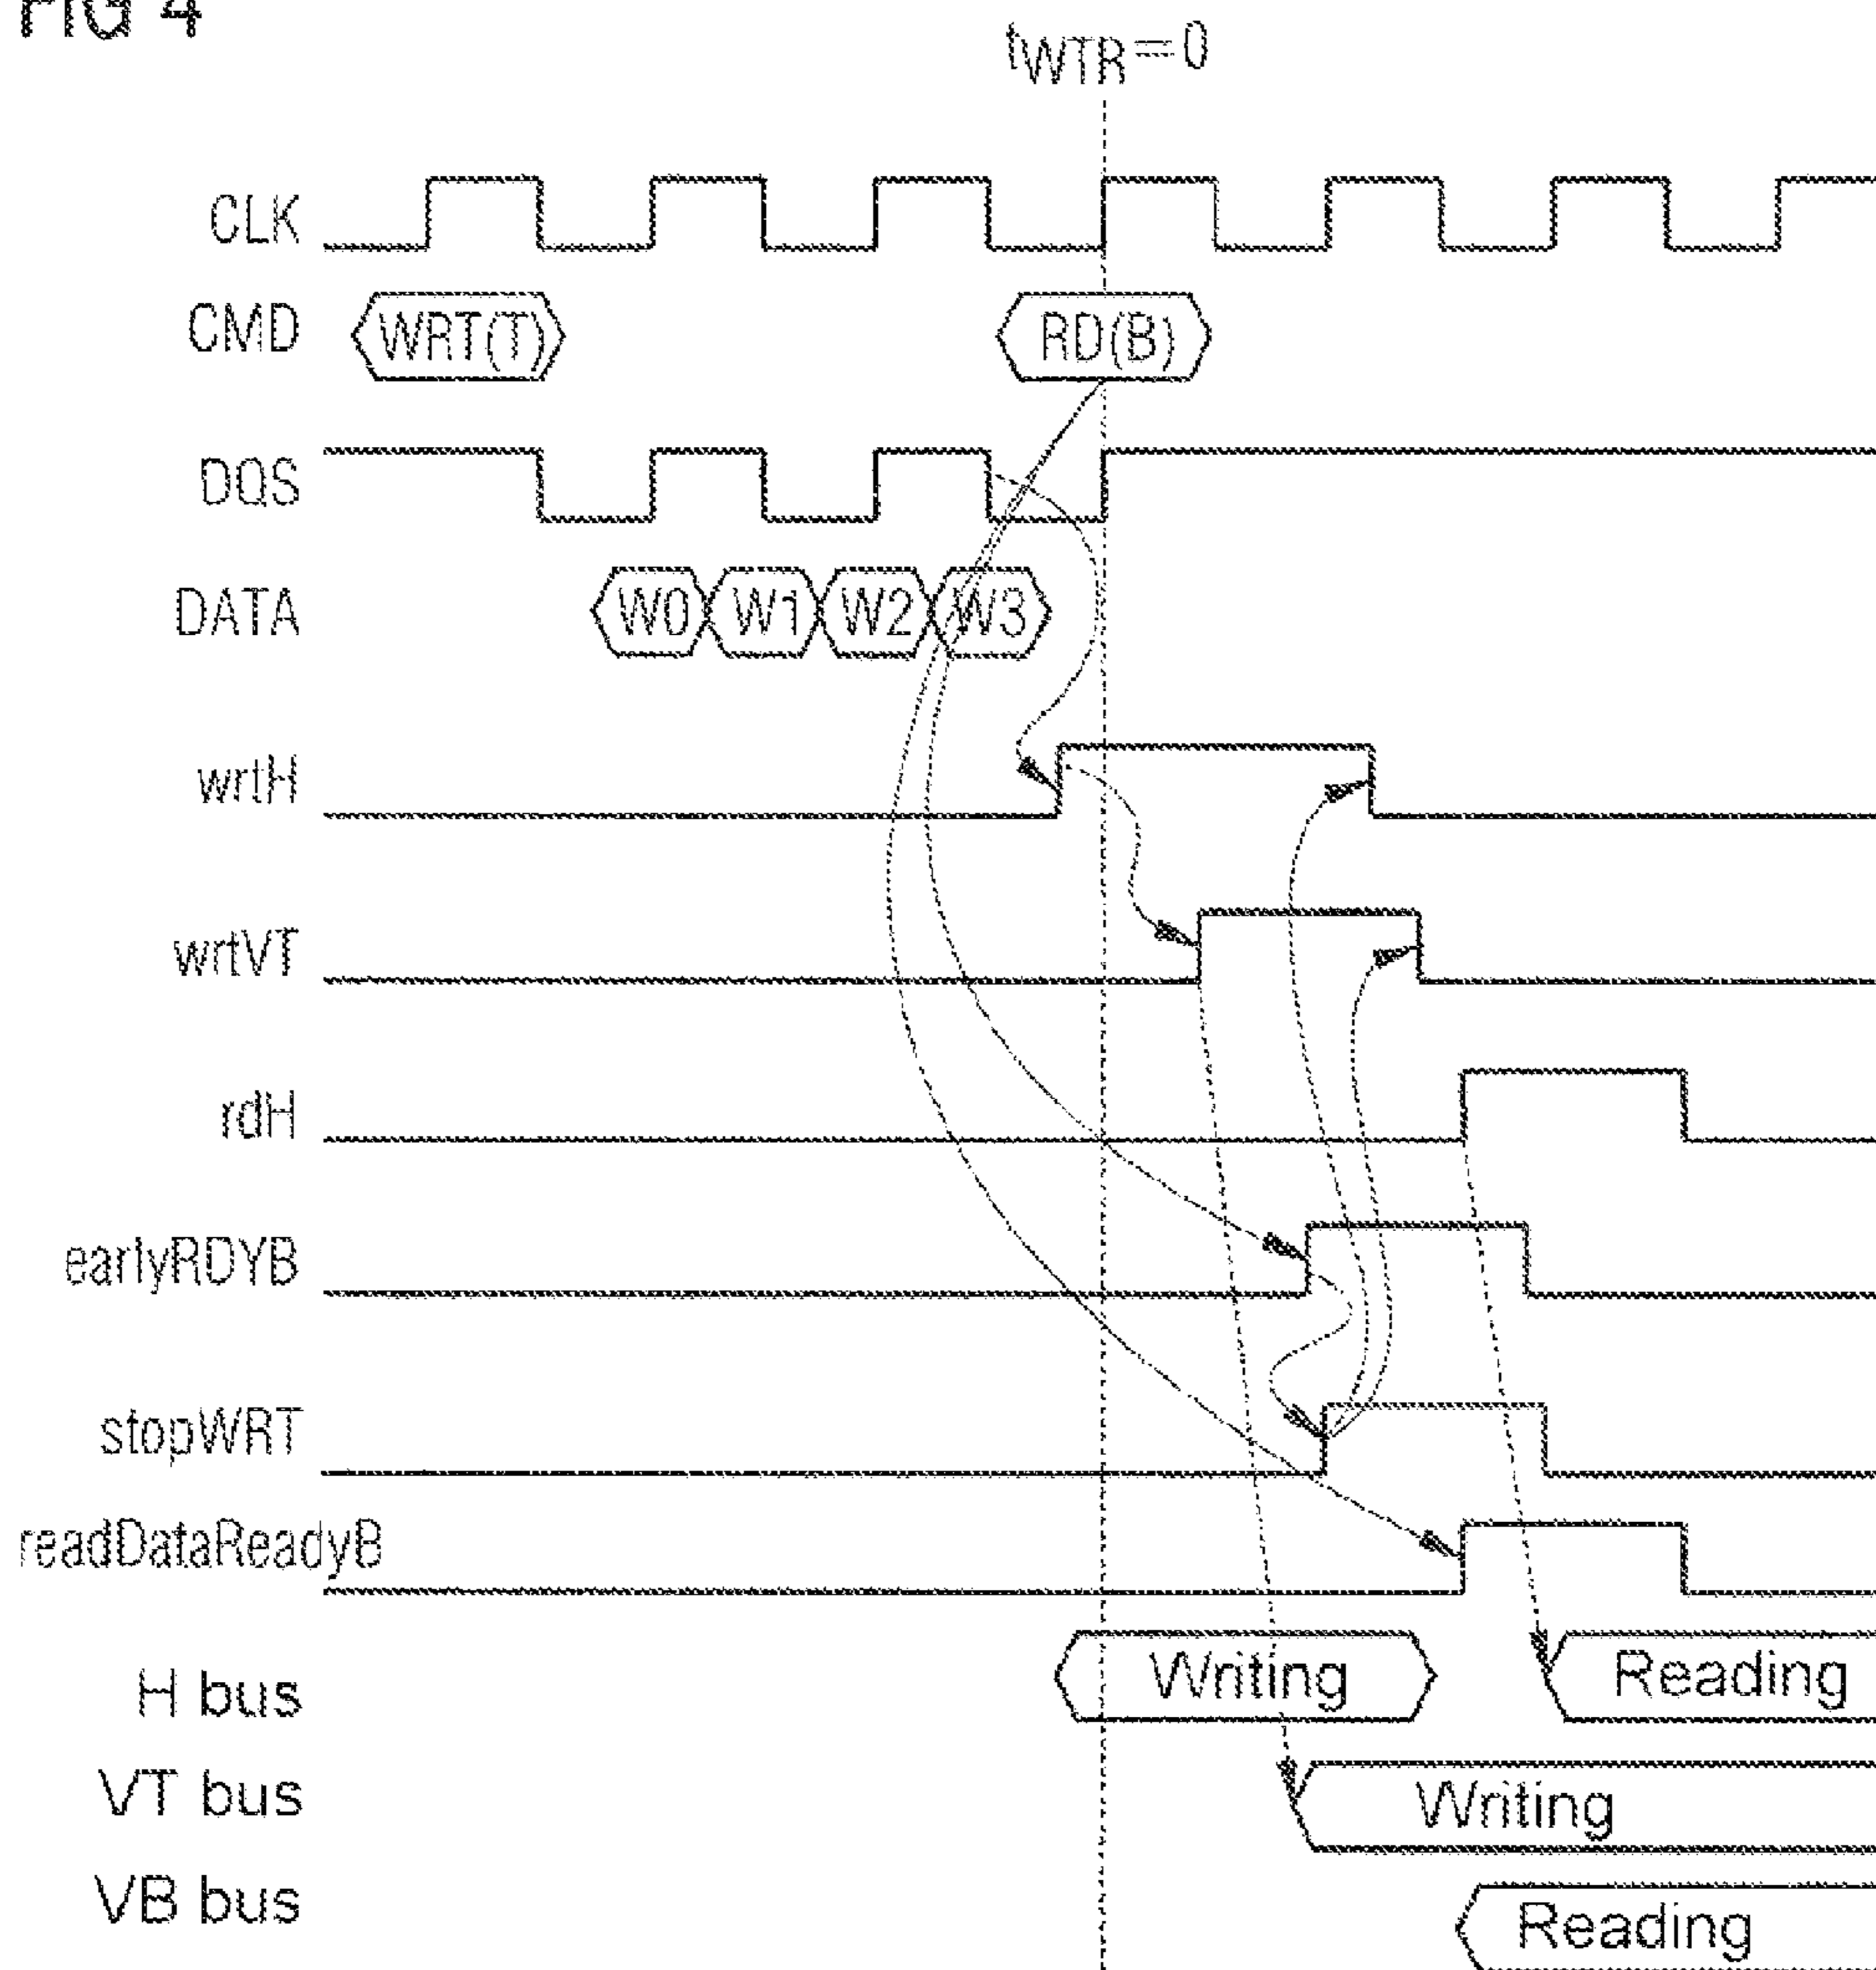 FIG 4
tWTR=0
CLK
CMD WRT(T) RD(B)
DQS
DATA W0 W1 W2 W3
wrtH
wrtVT
rdH
earlyRDYB
stopWRT
readDataReadyB
H bus Writing Reading
VT bus Writing
VB bus Reading